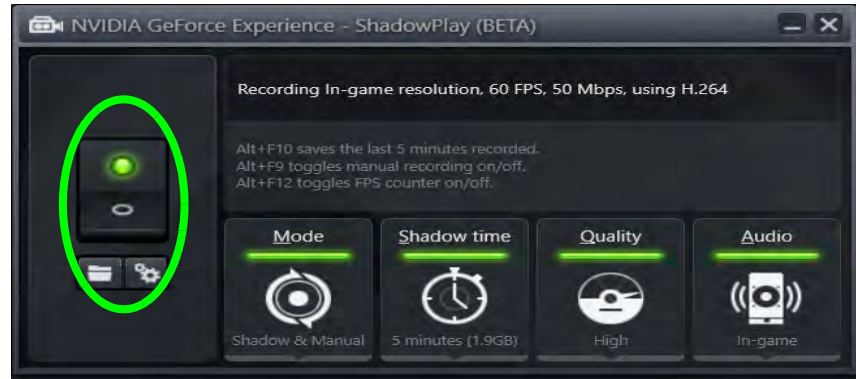 NVIDIA GeForce Experience - ShadowPlay (BETA)
Recording In-game resolution, 60 FPS, 50 Mbps, using H.264
Alt+F10 saves the last 5 minutes recorded.
Alt+F9 toggles manual recording on/off.
Alt+F12 toggles FPS counter on/off.
Mode
Shadow time
Quality
Audio
Shadow & Manual
5 minutes (1.9GB)
High
In-game